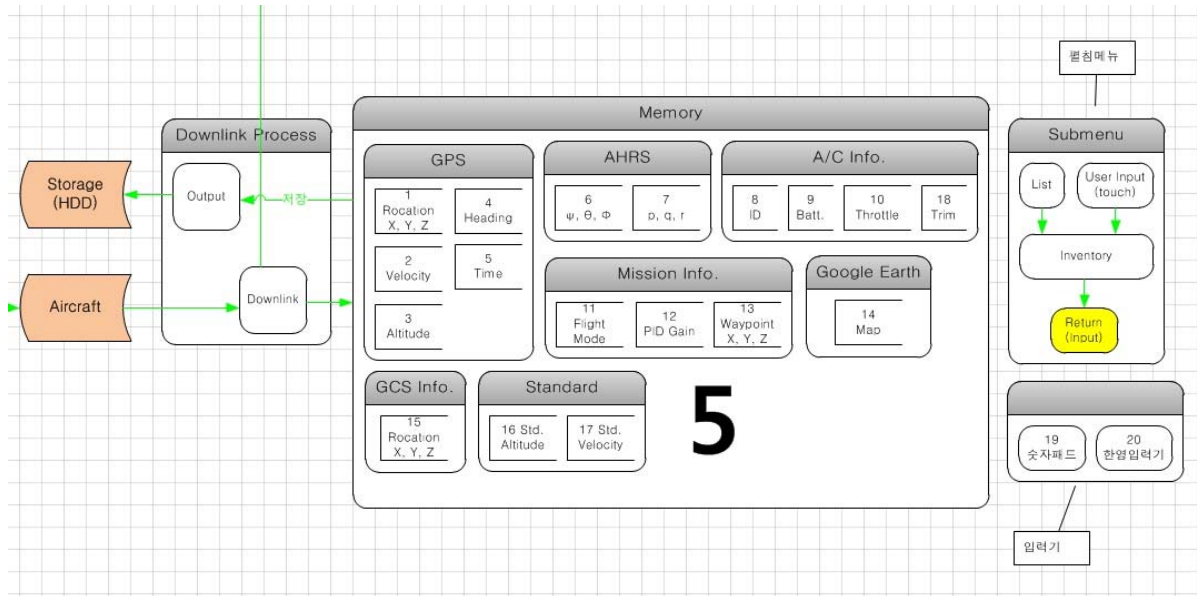 펼침메뉴
Downlink Process
Output
Downlink
Storage
(HDD)
Aircraft
저장
Memory
GPS
1
Rocation
X, Y, Z
4
Heading
2
Velocity
5
Time
3
Altitude
AHRS
6
ψ, θ, Φ
7
p, q, r
A/C Info.
8
ID
9
Batt.
10
Throttle
18
Trim
Mission Info.
11
Flight
Mode
12
PID Gain
13
Waypoint
X, Y, Z
Google Earth
14
Map
GCS Info.
15
Rocation
X, Y, Z
Standard
16 Std.
Altitude
17 Std.
Velocity
5
Submenu
List
User Input
(touch)
Inventory
Return
(Input)
19
숫자패드
20
한영입력기
입력기